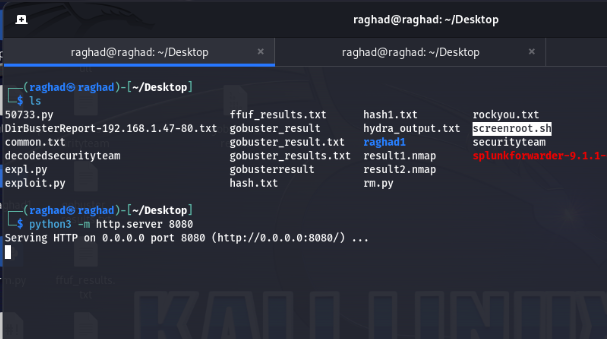 raghad@raghad: ~/Desktop
raghad@raghad: ~/Desktop × raghad@raghad: ~/Desktop ×
┌──(raghad㉿raghad)-[~/Desktop]
└─$ ls
50733.py ffuf_results.txt hash1.txt rockyou.txt
DirBusterReport-192.168.1.47-80.txt gobuster_result hydra_output.txt screenroot.sh
common.txt gobuster_result.txt raghad1 securityteam
decodedsecurityteam gobuster_results.txt result1.nmap splunkforwarder-9.1.1-
expl.py gobusterresult result2.nmap
exploit.py hash.txt rm.py
┌──(raghad㉿raghad)-[~/Desktop]
└─$ python3 -m http.server 8080
Serving HTTP on 0.0.0.0 port 8080 (http://0.0.0.0:8080/) ...
ffuf_results.
txt
KALI LINUX